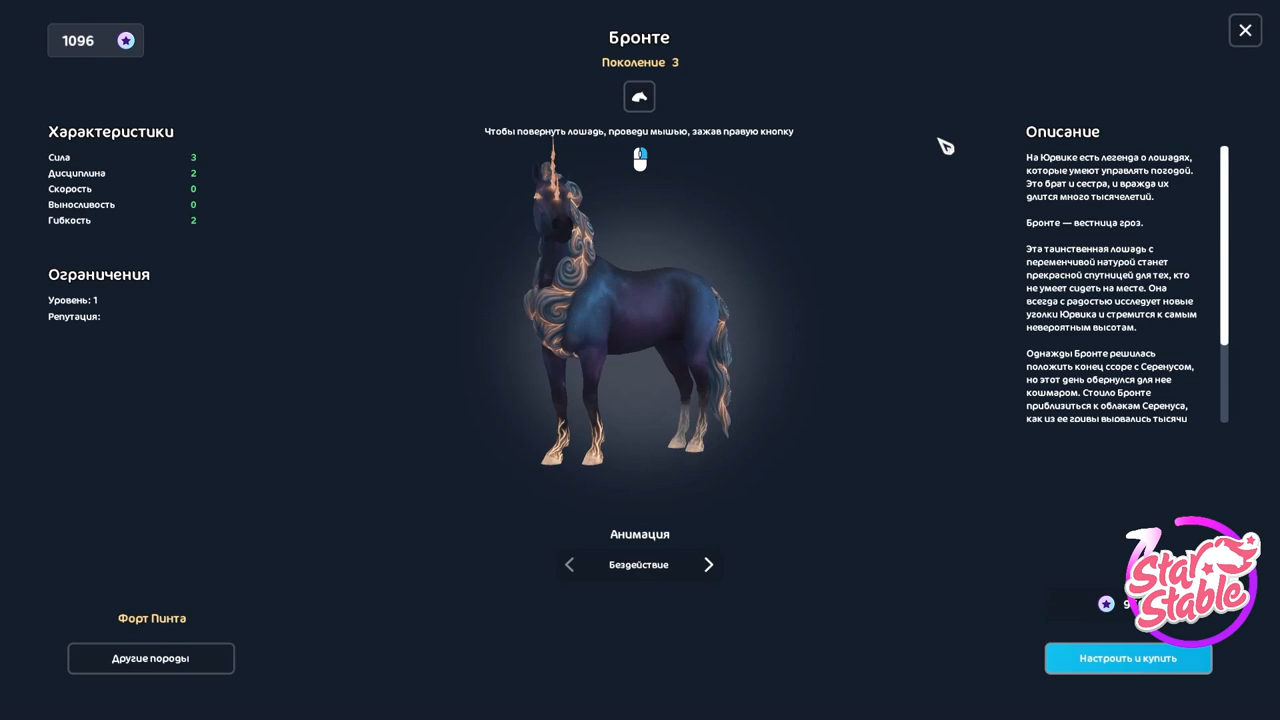 1096
Бронте
Поколение 3
Чтобы повернуть лошадь, проведи мышью, зажав правую кнопку
Характеристики
Сила 3
Дисциплина 2
Скорость 0
Выносливость 0
Гибкость 2
Ограничения
Уровень: 1
Репутация:
Описание
На Юрвике есть легенда о лошадях,
которые умеют управлять погодой.
Это брат и сестра, и вражда их
длится много тысячелетий.
Бронте — вестница гроз.
Эта таинственная лошадь с
переменчивой натурой станет
прекрасной спутницей для тех, кто
не умеет сидеть на месте. Она
всегда с радостью исследует новые
уголки Юрвика и стремится к самым
невероятным высотам.
Однажды Бронте решилась
положить конец ссоре с Серенусом,
но этот день обернулся для нее
кошмаром. Стоило Бронте
приблизиться к облакам Серенуса,
как из ее гривы вырвались тысячи
Анимация
Бездействие
Форт Пинта
Другие породы
Star
Stable
Настроить и купить